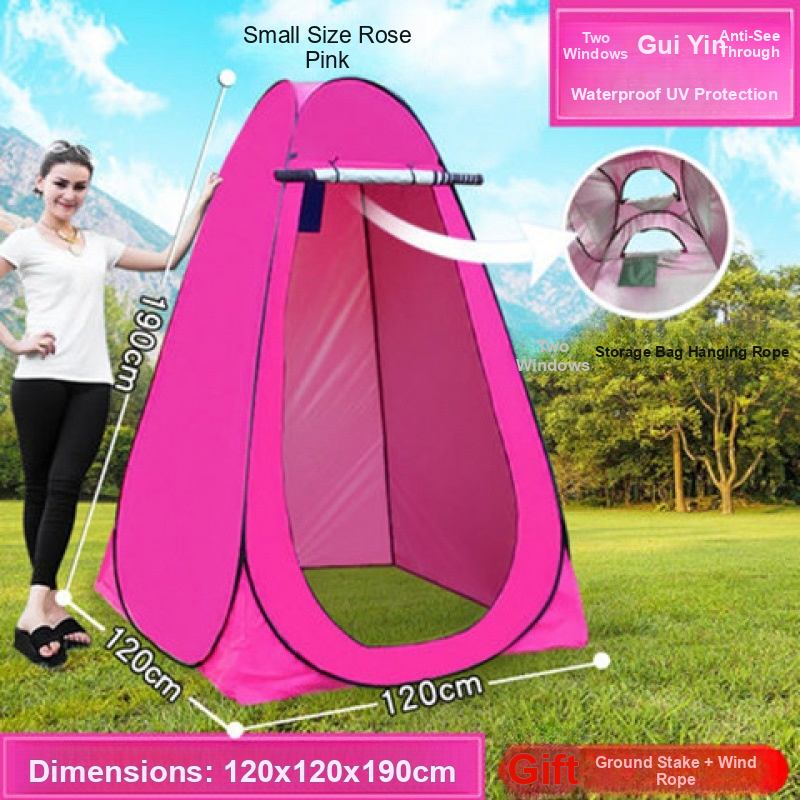 Small Size Rose
Pink
Two
Windows
Gui Yin
Anti-See
Through
Waterproof UV Protection
190cm
Two
Windows
Storage Bag Hanging Rope
120cm
120cm
Dimensions: 120x120x190cm
Gift
Ground Stake + Wind
Rope